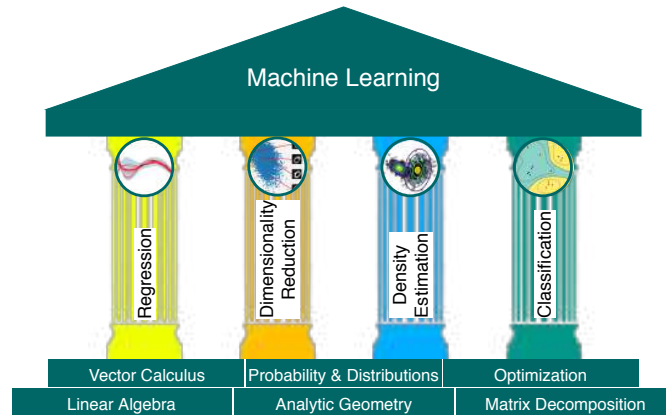 Machine Learning
Regression
Dimensionality
Reduction
Density
Estimation
Classification
Vector Calculus
Probability & Distributions
Optimization
Linear Algebra
Analytic Geometry
Matrix Decomposition